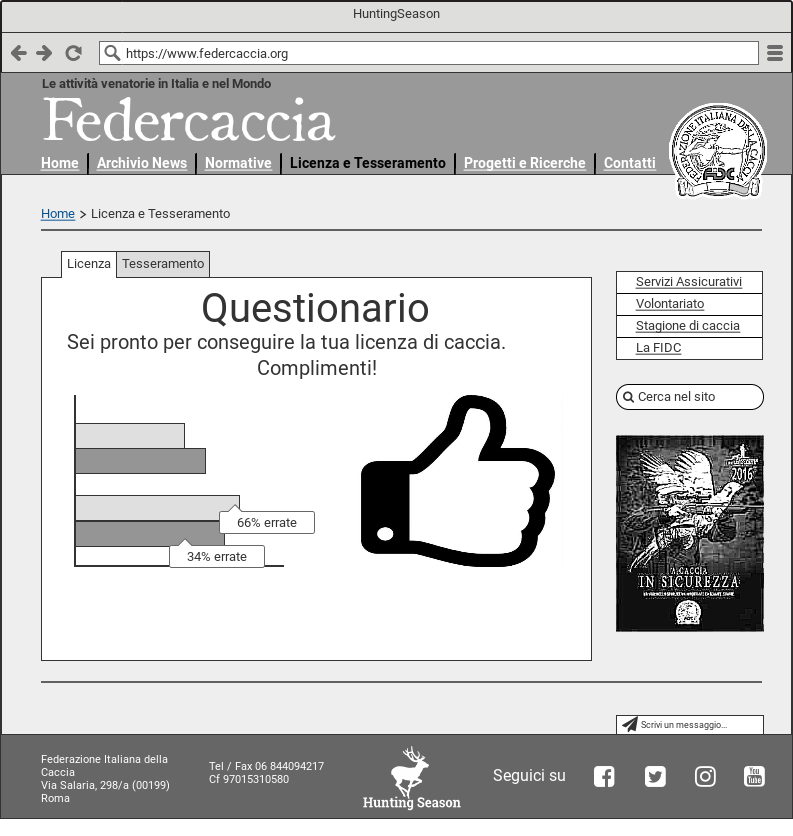 HuntingSeason
https://www.federcaccia.org
Le attività venatorie in Italia e nel Mondo
Federcaccia
Home
Archivio News
Normative
Licenza e Tesseramento
Progetti e Ricerche
Contatti
FEDERAZIONE ITALIANA DELLA CACCIA
FIDC
Home > Licenza e Tesseramento
Licenza
Tesseramento
Questionario
Sei pronto per conseguire la tua licenza di caccia.
Complimenti!
66% errate
34% errate
Servizi Assicurativi
Volontariato
Stagione di caccia
La FIDC
Cerca nel sito
2016
A CACCIA
IN SICUREZZA
Scrivi un messaggio...
Federazione Italiana della
Caccia
Via Salaria, 298/a (00199)
Roma
Tel / Fax 06 844094217
Cf 97015310580
Hunting Season
Seguici su
You
Tube